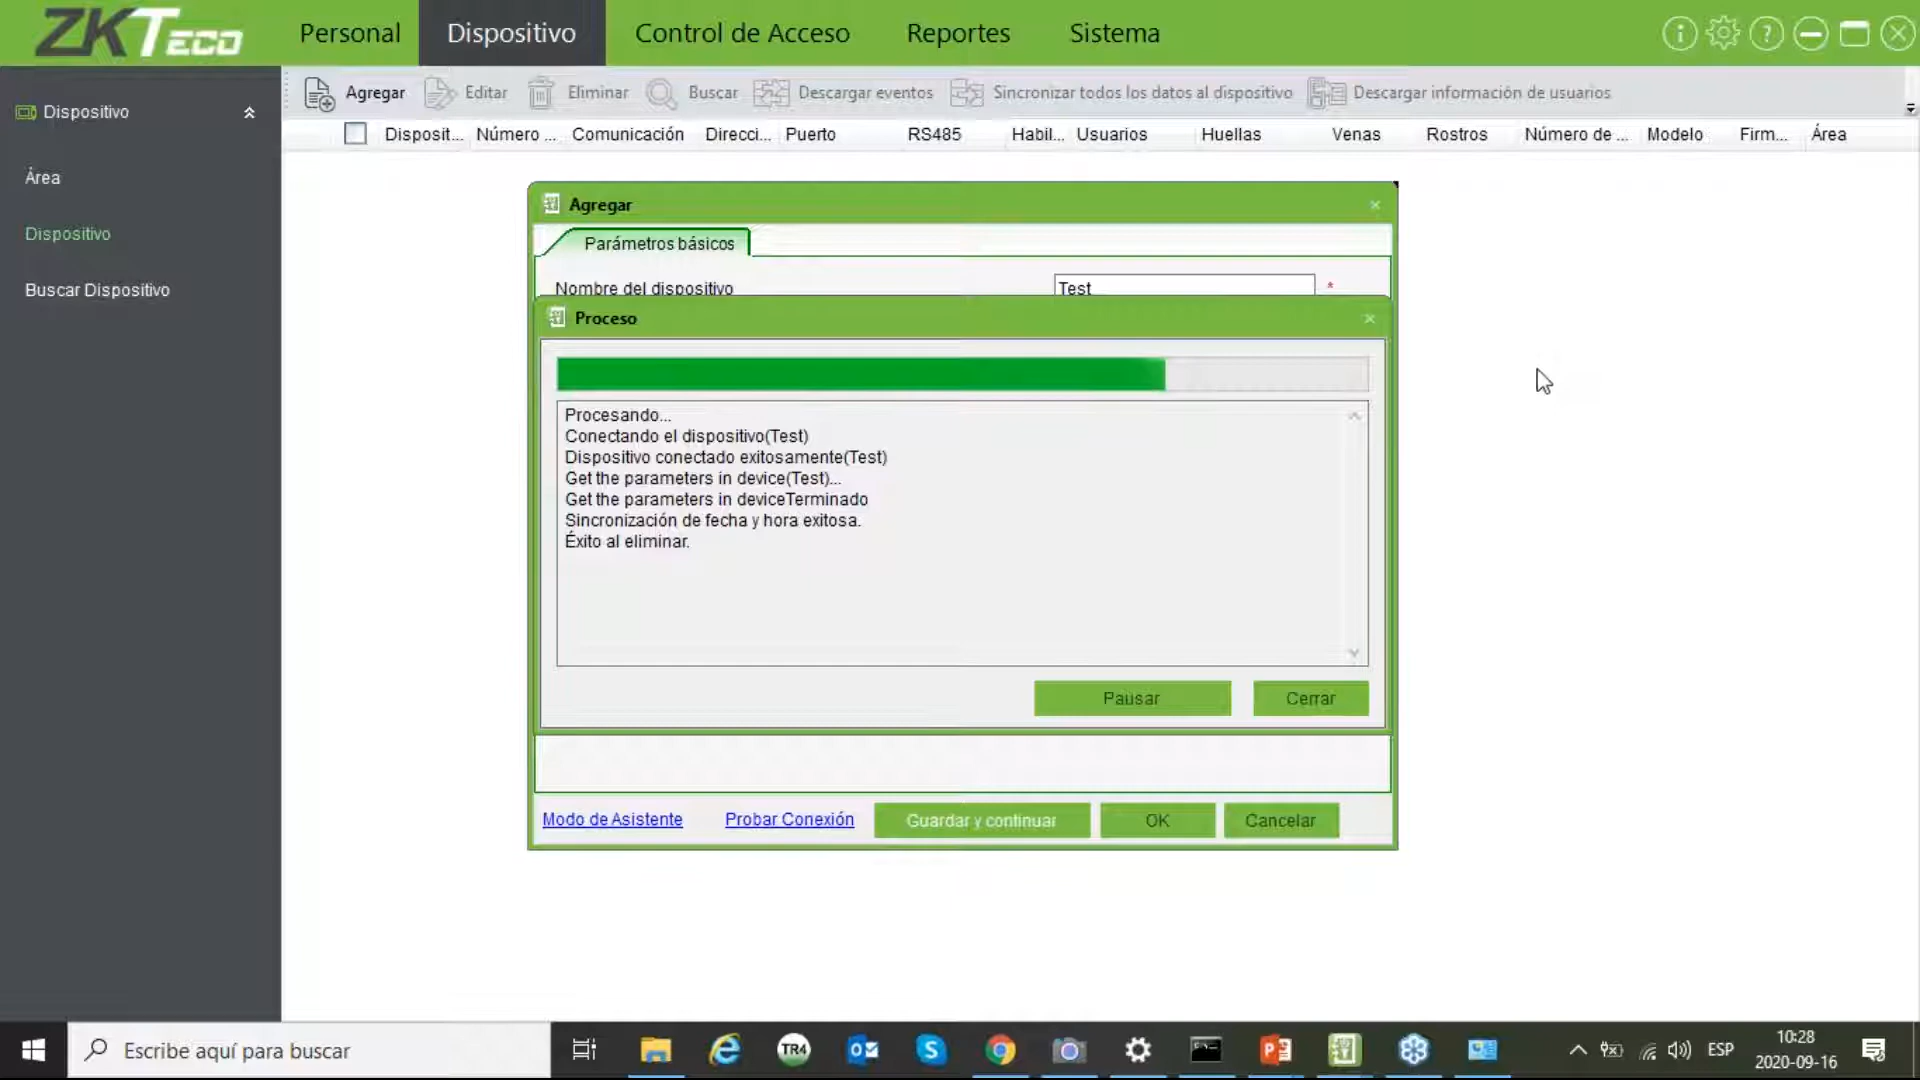 ZKTECO
Personal
Dispositivo
Control de Acceso
Reportes
Sistema
Dispositivo
Área
Dispositivo
Buscar Dispositivo
Agregar
Editar
Eliminar
Buscar
Descargar eventos
Sincronizar todos los datos al dispositivo
Descargar información de usuarios
Disposit...
Número ...
Comunicación
Direcci...
Puerto
RS485
Habil...
Usuarios
Huellas
Venas
Rostros
Número de ...
Modelo
Firm...
Área
Agregar
Parámetros básicos
Nombre del dispositivo
Test
*
Proceso
Procesando...
Conectando el dispositivo(Test)
Dispositivo conectado exitosamente(Test)
Get the parameters in device(Test)...
Get the parameters in deviceTerminado
Sincronización de fecha y hora exitosa.
Éxito al eliminar.
Pausar
Cerrar
Modo de Asistente
Probar Conexión
Guardar y continuar
OK
Cancelar
Escribe aquí para buscar
TR4
ESP
10:28
2020-09-16